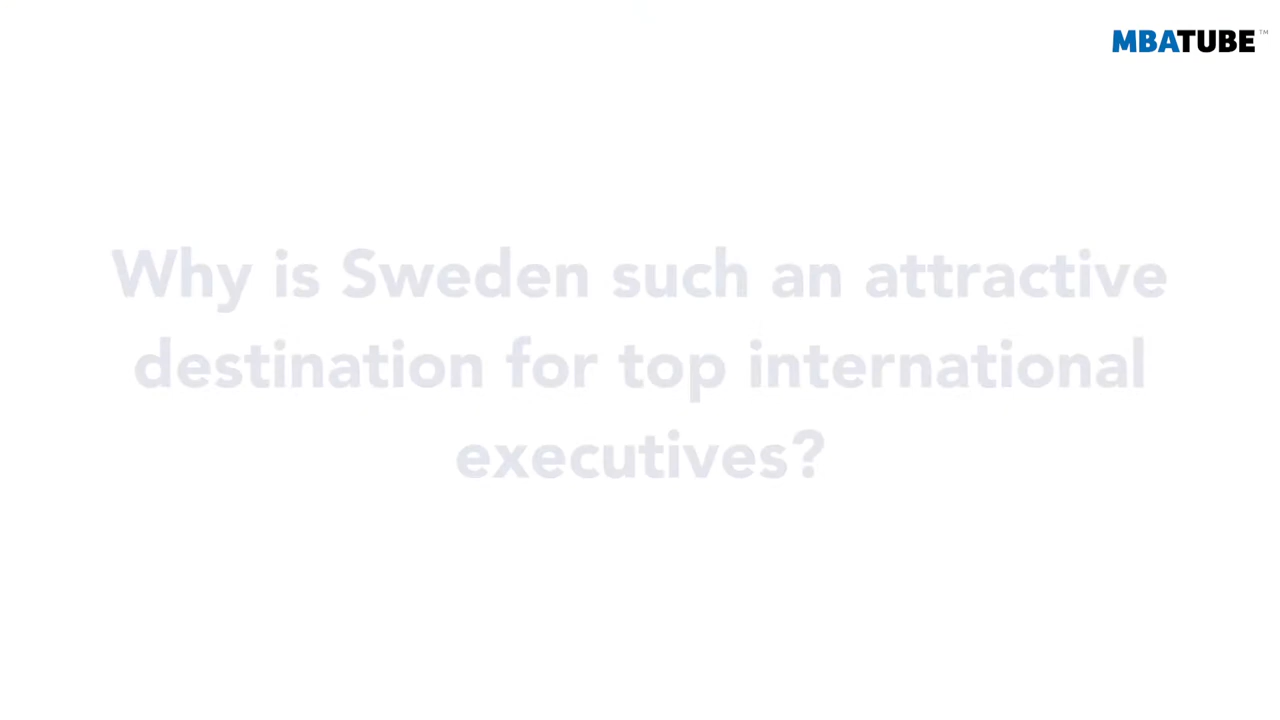 MBATUBE™
Why is Sweden such an attractive
destination for top international
executives?